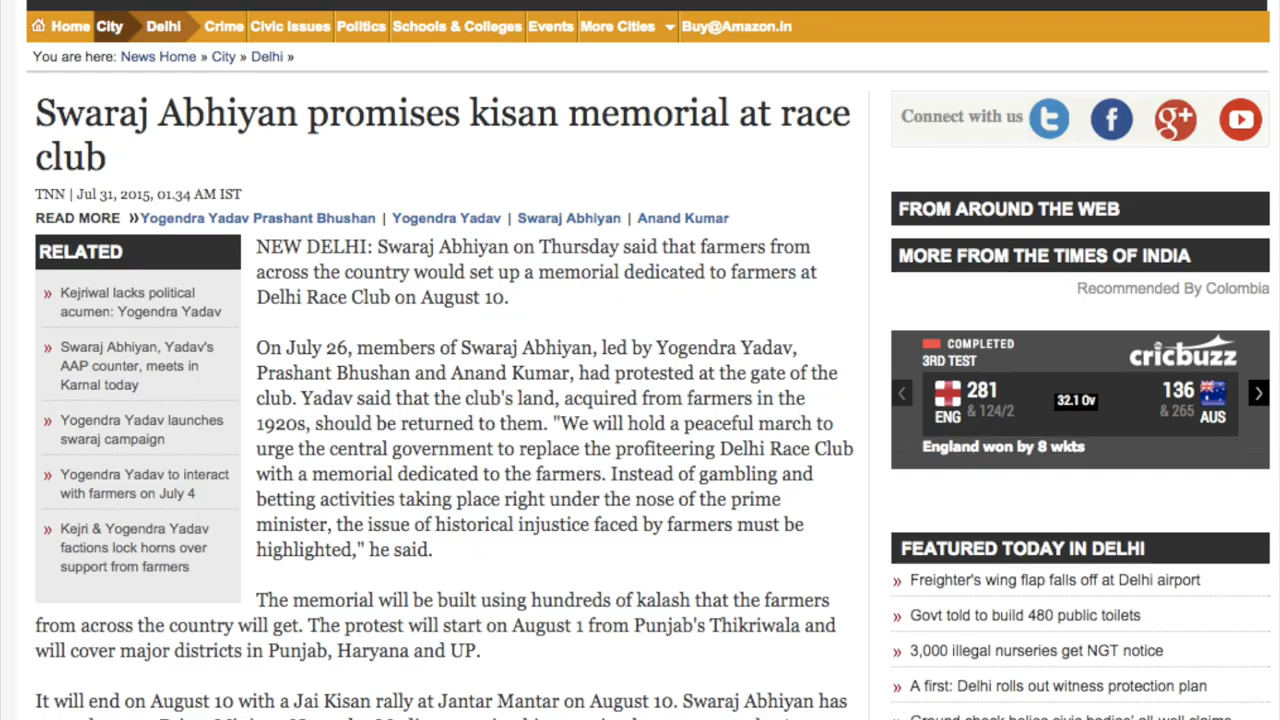 Home City Delhi Crime Civic Issues Politics Schools & Colleges Events More Cities Buy@Amazon.in
You are here: News Home » City » Delhi »
Swaraj Abhiyan promises kisan memorial at race
club
TNN | Jul 31, 2015, 01.34 AM IST
READ MORE »Yogendra Yadav Prashant Bhushan | Yogendra Yadav | Swaraj Abhiyan | Anand Kumar
RELATED
» Kejriwal lacks political
acumen: Yogendra Yadav
» Swaraj Abhiyan, Yadav's
AAP counter, meets in
Karnal today
» Yogendra Yadav launches
swaraj campaign
» Yogendra Yadav to interact
with farmers on July 4
» Kejri & Yogendra Yadav
factions lock horns over
support from farmers
NEW DELHI: Swaraj Abhiyan on Thursday said that farmers from
across the country would set up a memorial dedicated to farmers at
Delhi Race Club on August 10.
On July 26, members of Swaraj Abhiyan, led by Yogendra Yadav,
Prashant Bhushan and Anand Kumar, had protested at the gate of the
club. Yadav said that the club's land, acquired from farmers in the
1920s, should be returned to them. "We will hold a peaceful march to
urge the central government to replace the profiteering Delhi Race Club
with a memorial dedicated to the farmers. Instead of gambling and
betting activities taking place right under the nose of the prime
minister, the issue of historical injustice faced by farmers must be
highlighted," he said.
The memorial will be built using hundreds of kalash that the farmers
from across the country will get. The protest will start on August 1 from Punjab's Thikriwala and
will cover major districts in Punjab, Haryana and UP.
It will end on August 10 with a Jai Kisan rally at Jantar Mantar on August 10. Swaraj Abhiyan has
Connect with us
FROM AROUND THE WEB
MORE FROM THE TIMES OF INDIA
Recommended By Colombia
COMPLETED
3RD TEST
cricbuzz
ENG 281 & 124/2
32.1 Ov
136 & 265 AUS
England won by 8 wkts
FEATURED TODAY IN DELHI
» Freighter's wing flap falls off at Delhi airport
» Govt told to build 480 public toilets
» 3,000 illegal nurseries get NGT notice
» A first: Delhi rolls out witness protection plan